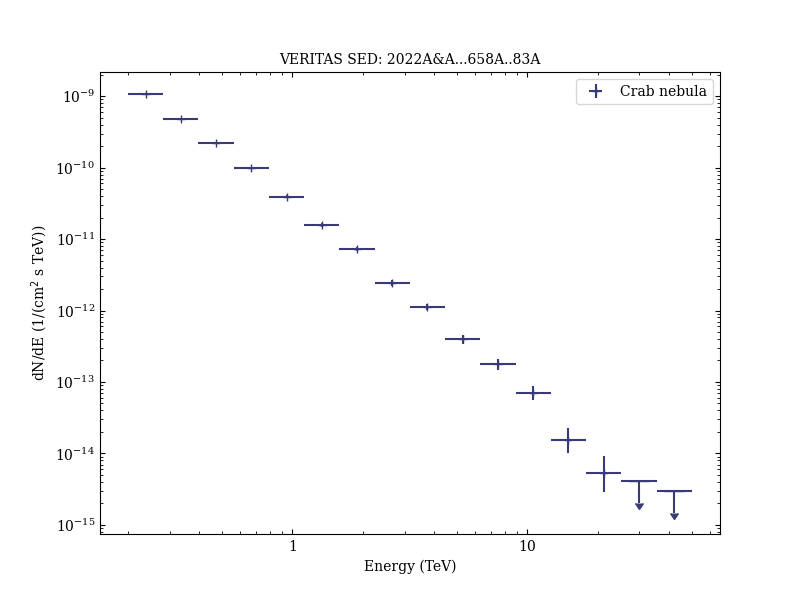 VERITAS SED: 2022A&A...658A..83A
Crab nebula
10⁻⁹
10⁻¹⁰
10⁻¹¹
10⁻¹²
10⁻¹³
10⁻¹⁴
10⁻¹⁵
dN/dE (1/(cm² s TeV))
1
10
Energy (TeV)